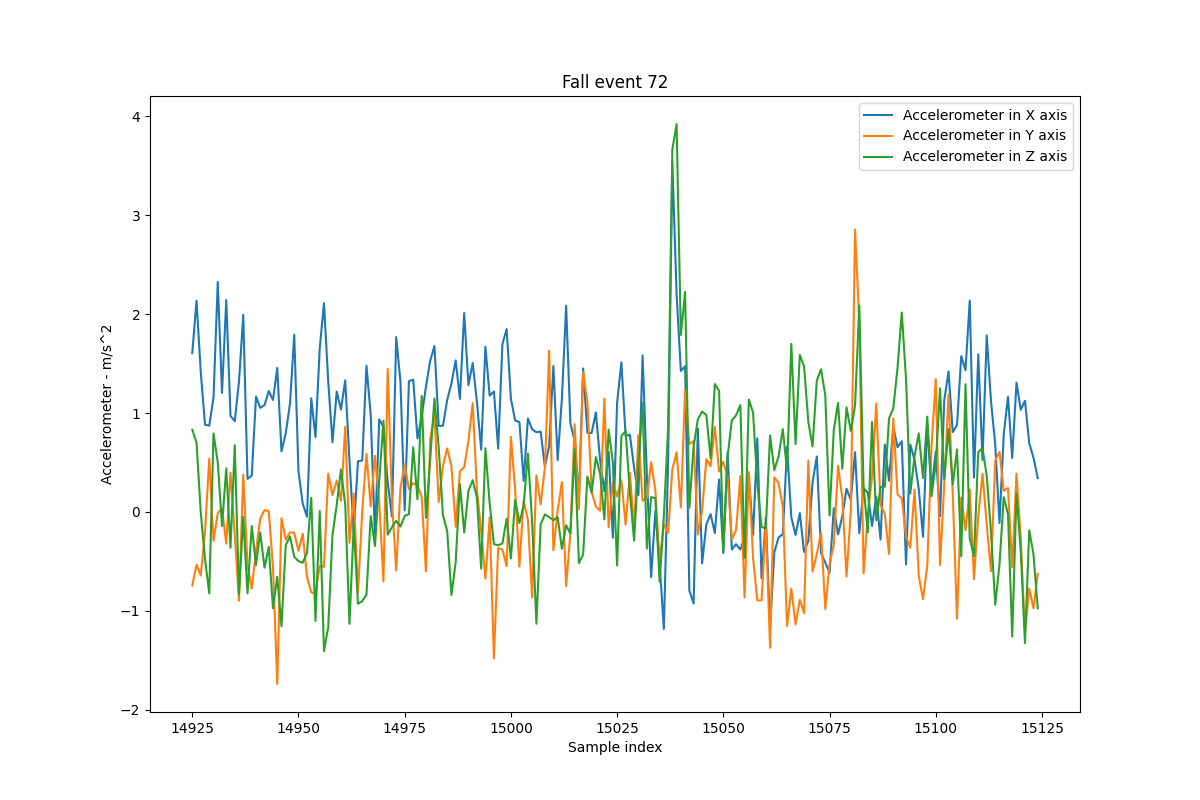 Fall event 72
Accelerometer in X axis
Accelerometer in Y axis
Accelerometer in Z axis
Accelerometer - m/s^2
4
3
2
1
0
−1
−2
14925 14950 14975 15000 15025 15050 15075 15100 15125
Sample index